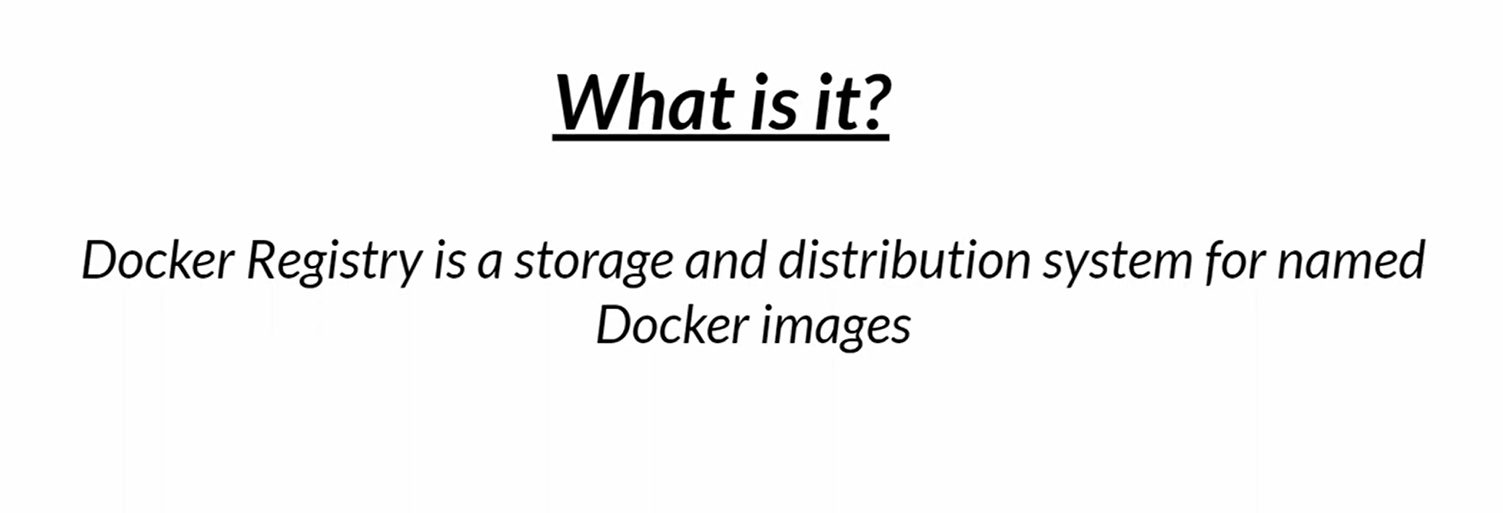 What is it?
Docker Registry is a storage and distribution system for named
Docker images